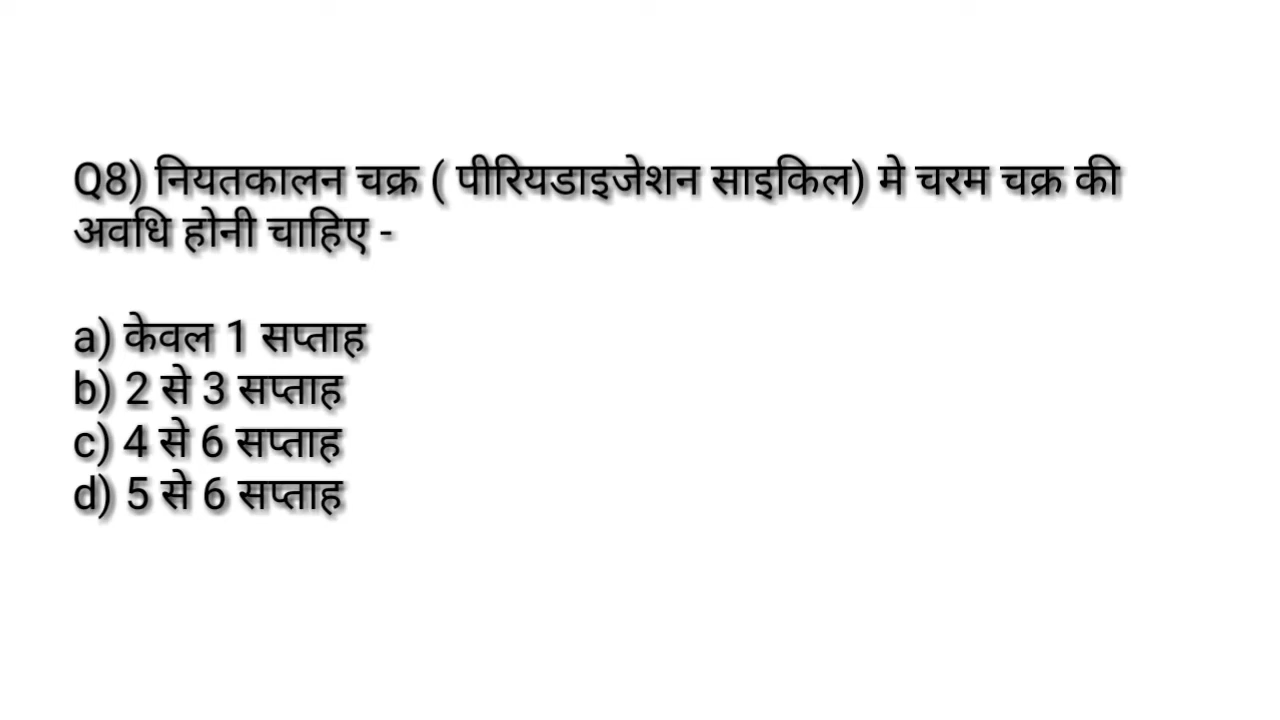 Q8) नियतकालन चक्र ( पीरियडाइजेशन साइकिल) मे चरम चक्र की
अवधि होनी चाहिए -
a) केवल 1 सप्ताह
b) 2 से 3 सप्ताह
c) 4 से 6 सप्ताह
d) 5 से 6 सप्ताह